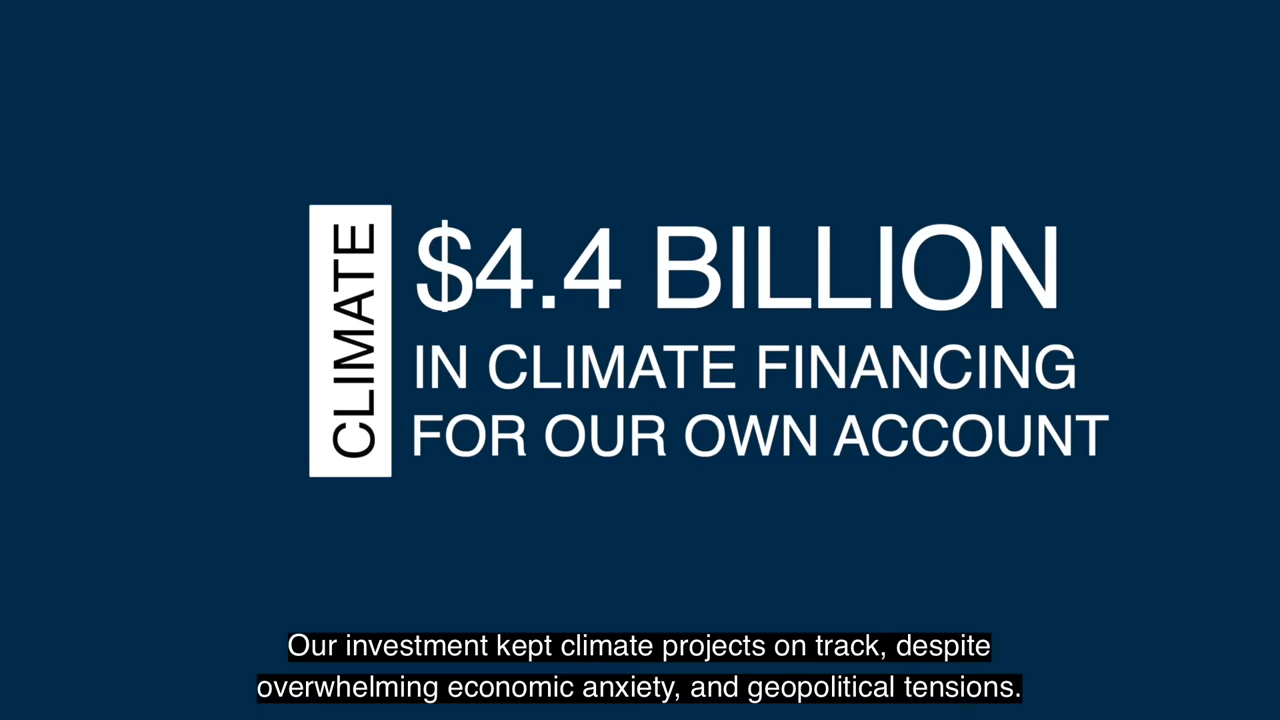 CLIMATE
$4.4 BILLION
IN CLIMATE FINANCING
FOR OUR OWN ACCOUNT
Our investment kept climate projects on track, despite
overwhelming economic anxiety, and geopolitical tensions.